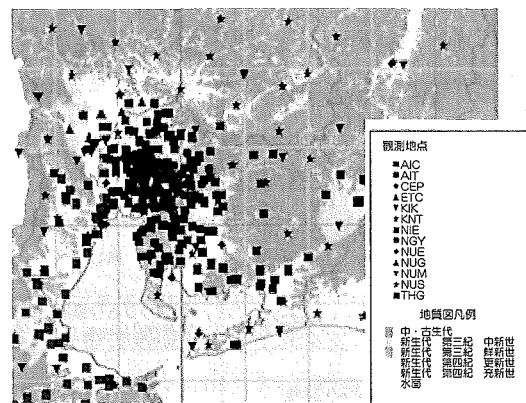 観測地点
AIC
AIT
CEP
ETC
KIK
KNT
NIE
NGY
NUE
NUG
NUM
NUS
THG
地質図凡例
中・古生代
新生代 第三紀 中新世
新生代 第三紀 鮮新世
新生代 第四紀 更新世
新生代 第四紀 完新世
水面